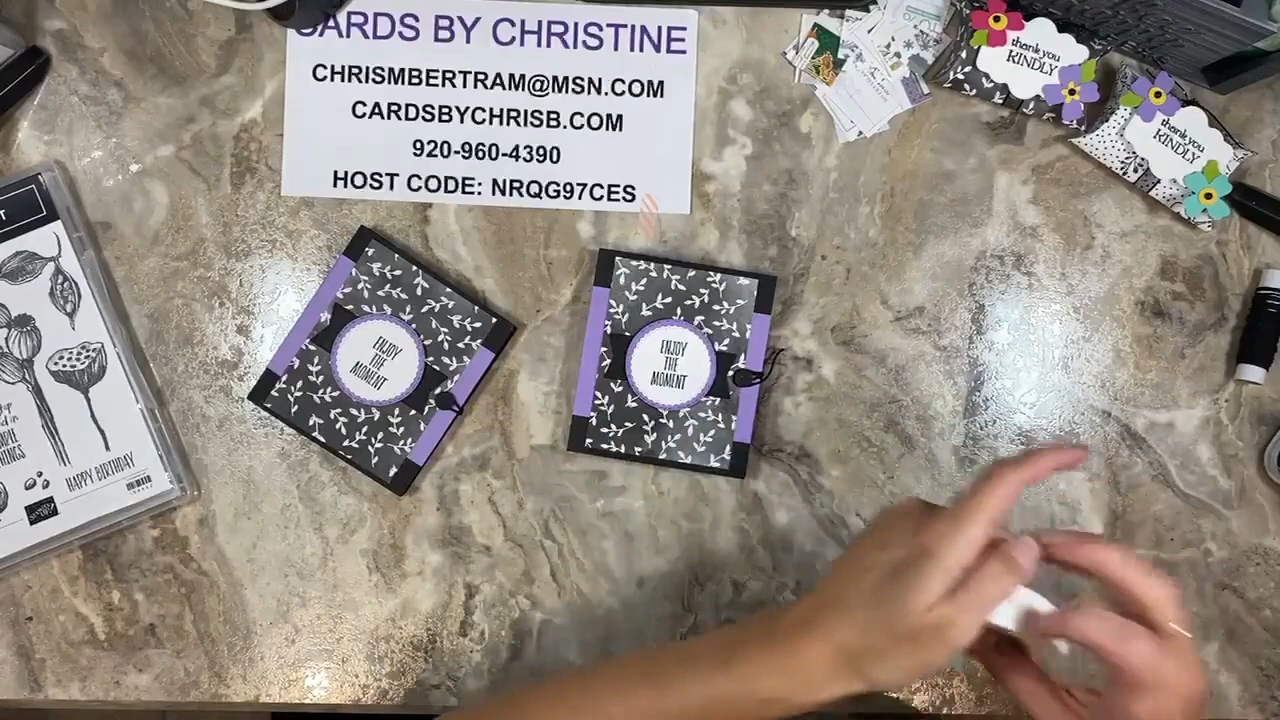 CARDS BY CHRISTINE
CHRISMBERTRAM@MSN.COM
CARDSBYCHRISB.COM
920-960-4390
HOST CODE: NRQG97CES
thank you
KINDLY
thank you
KINDLY
ENJOY
THE
MOMENT
ENJOY
THE
MOMENT
HAPPY BIRTHDAY